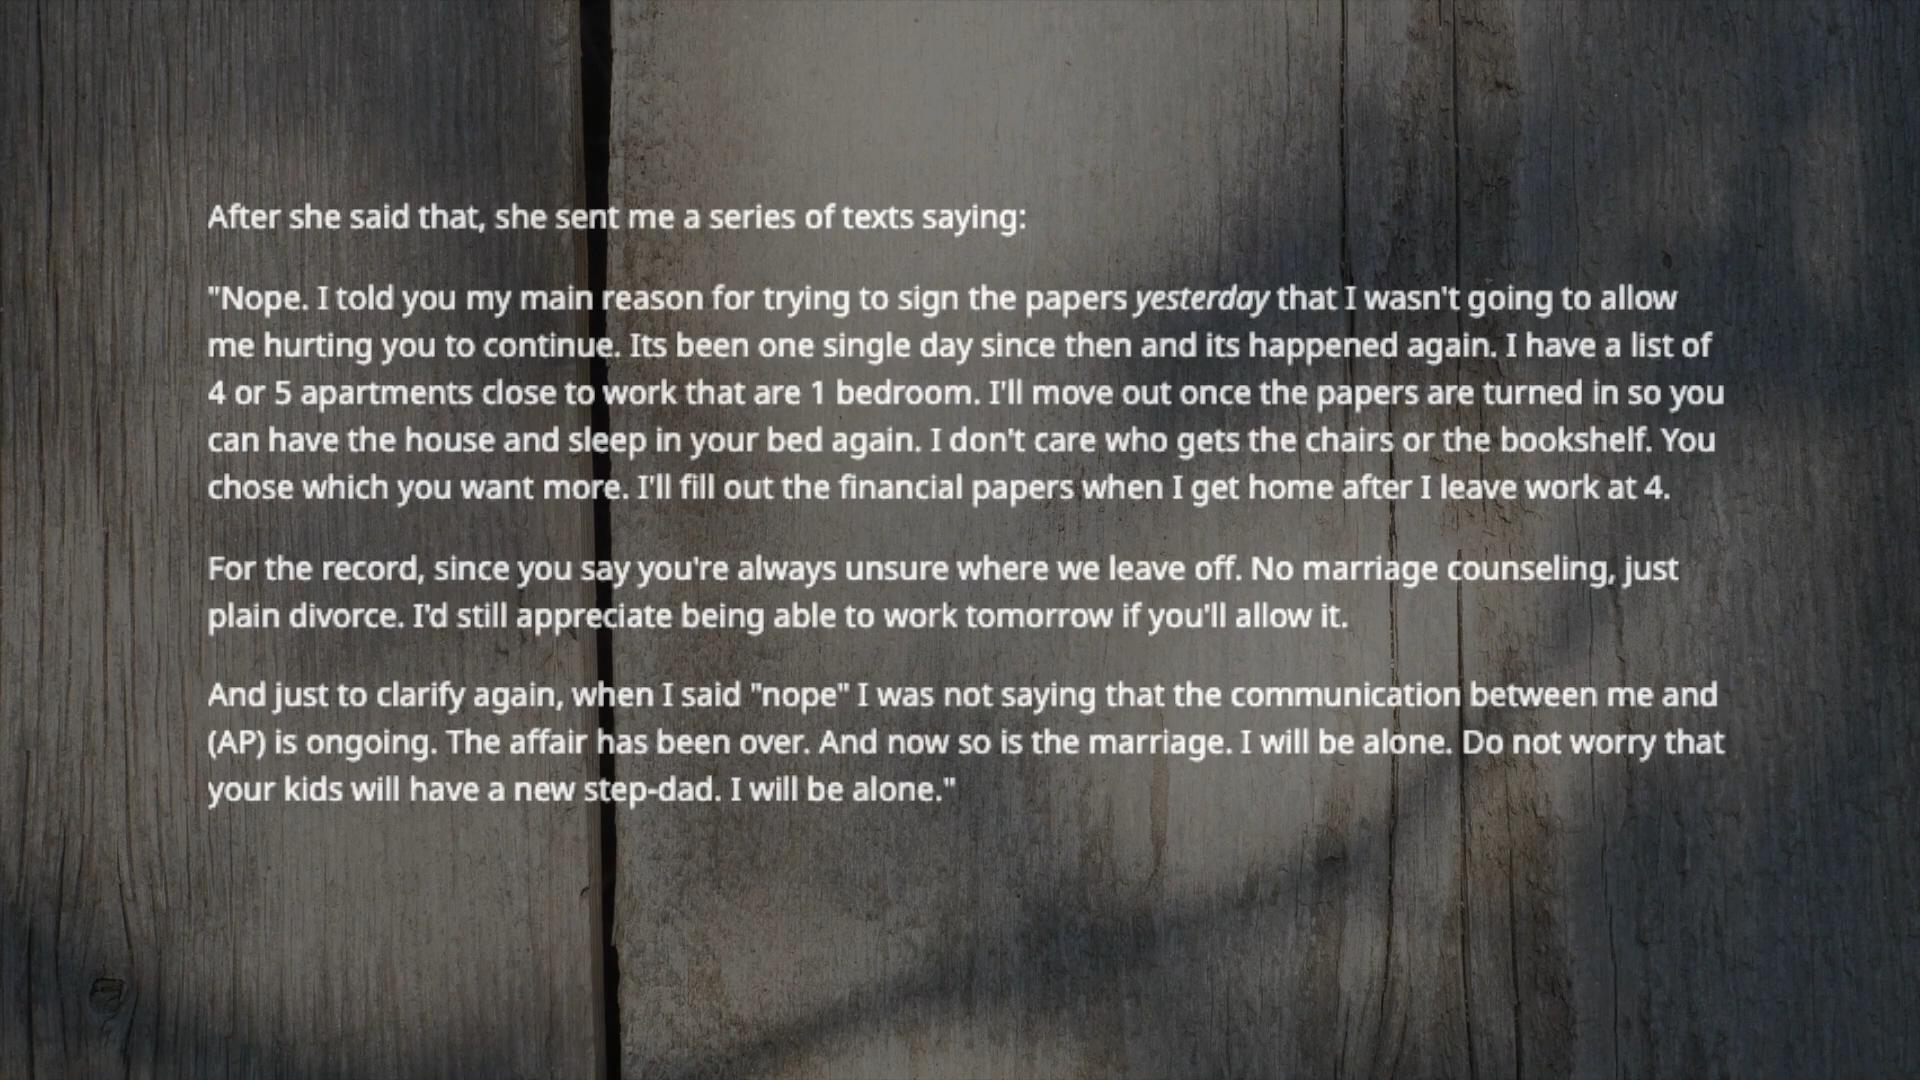 After she said that, she sent me a series of texts saying:
"Nope. I told you my main reason for trying to sign the papers yesterday that I wasn't going to allow
me hurting you to continue. Its been one single day since then and its happened again. I have a list of
4 or 5 apartments close to work that are 1 bedroom. I'll move out once the papers are turned in so you
can have the house and sleep in your bed again. I don't care who gets the chairs or the bookshelf. You
chose which you want more. I'll fill out the financial papers when I get home after I leave work at 4.
For the record, since you say you're always unsure where we leave off. No marriage counseling, just
plain divorce. I'd still appreciate being able to work tomorrow if you'll allow it.
And just to clarify again, when I said "nope" I was not saying that the communication between me and
(AP) is ongoing. The affair has been over. And now so is the marriage. I will be alone. Do not worry that
your kids will have a new step-dad. I will be alone."